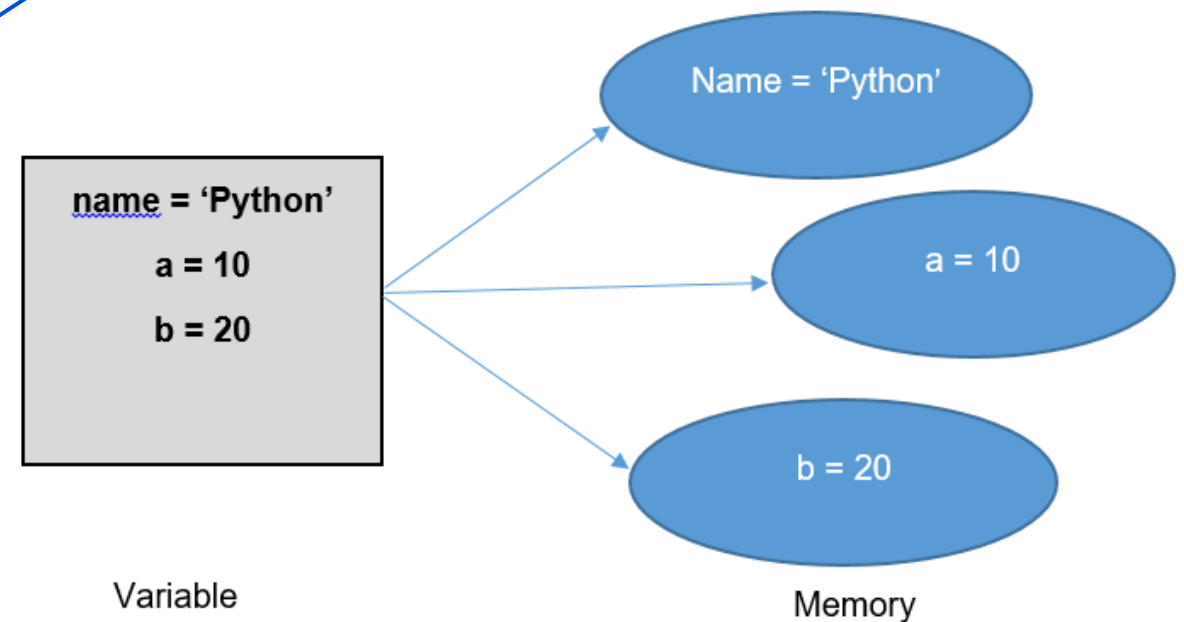 name = ‘Python’
a = 10
b = 20
Name = ‘Python’
a = 10
b = 20
Variable
Memory